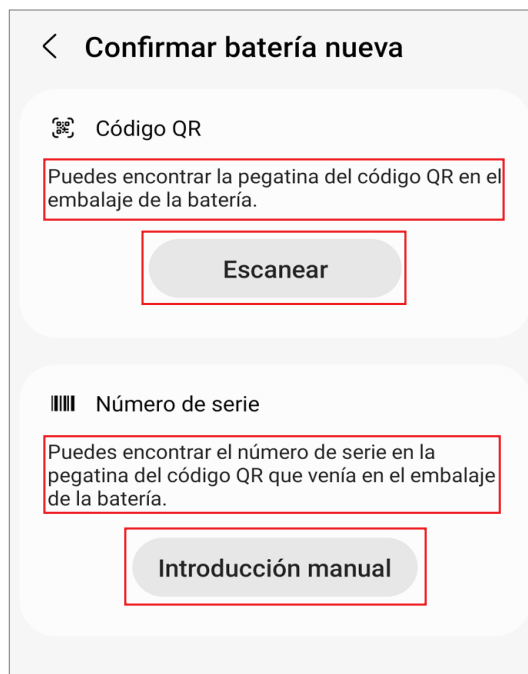 Confirmar batería nueva
Código QR
Puedes encontrar la pegatina del código QR en el
embalaje de la batería.
Escanear
Número de serie
Puedes encontrar el número de serie en la
pegatina del código QR que venía en el embalaje
de la batería.
Introducción manual